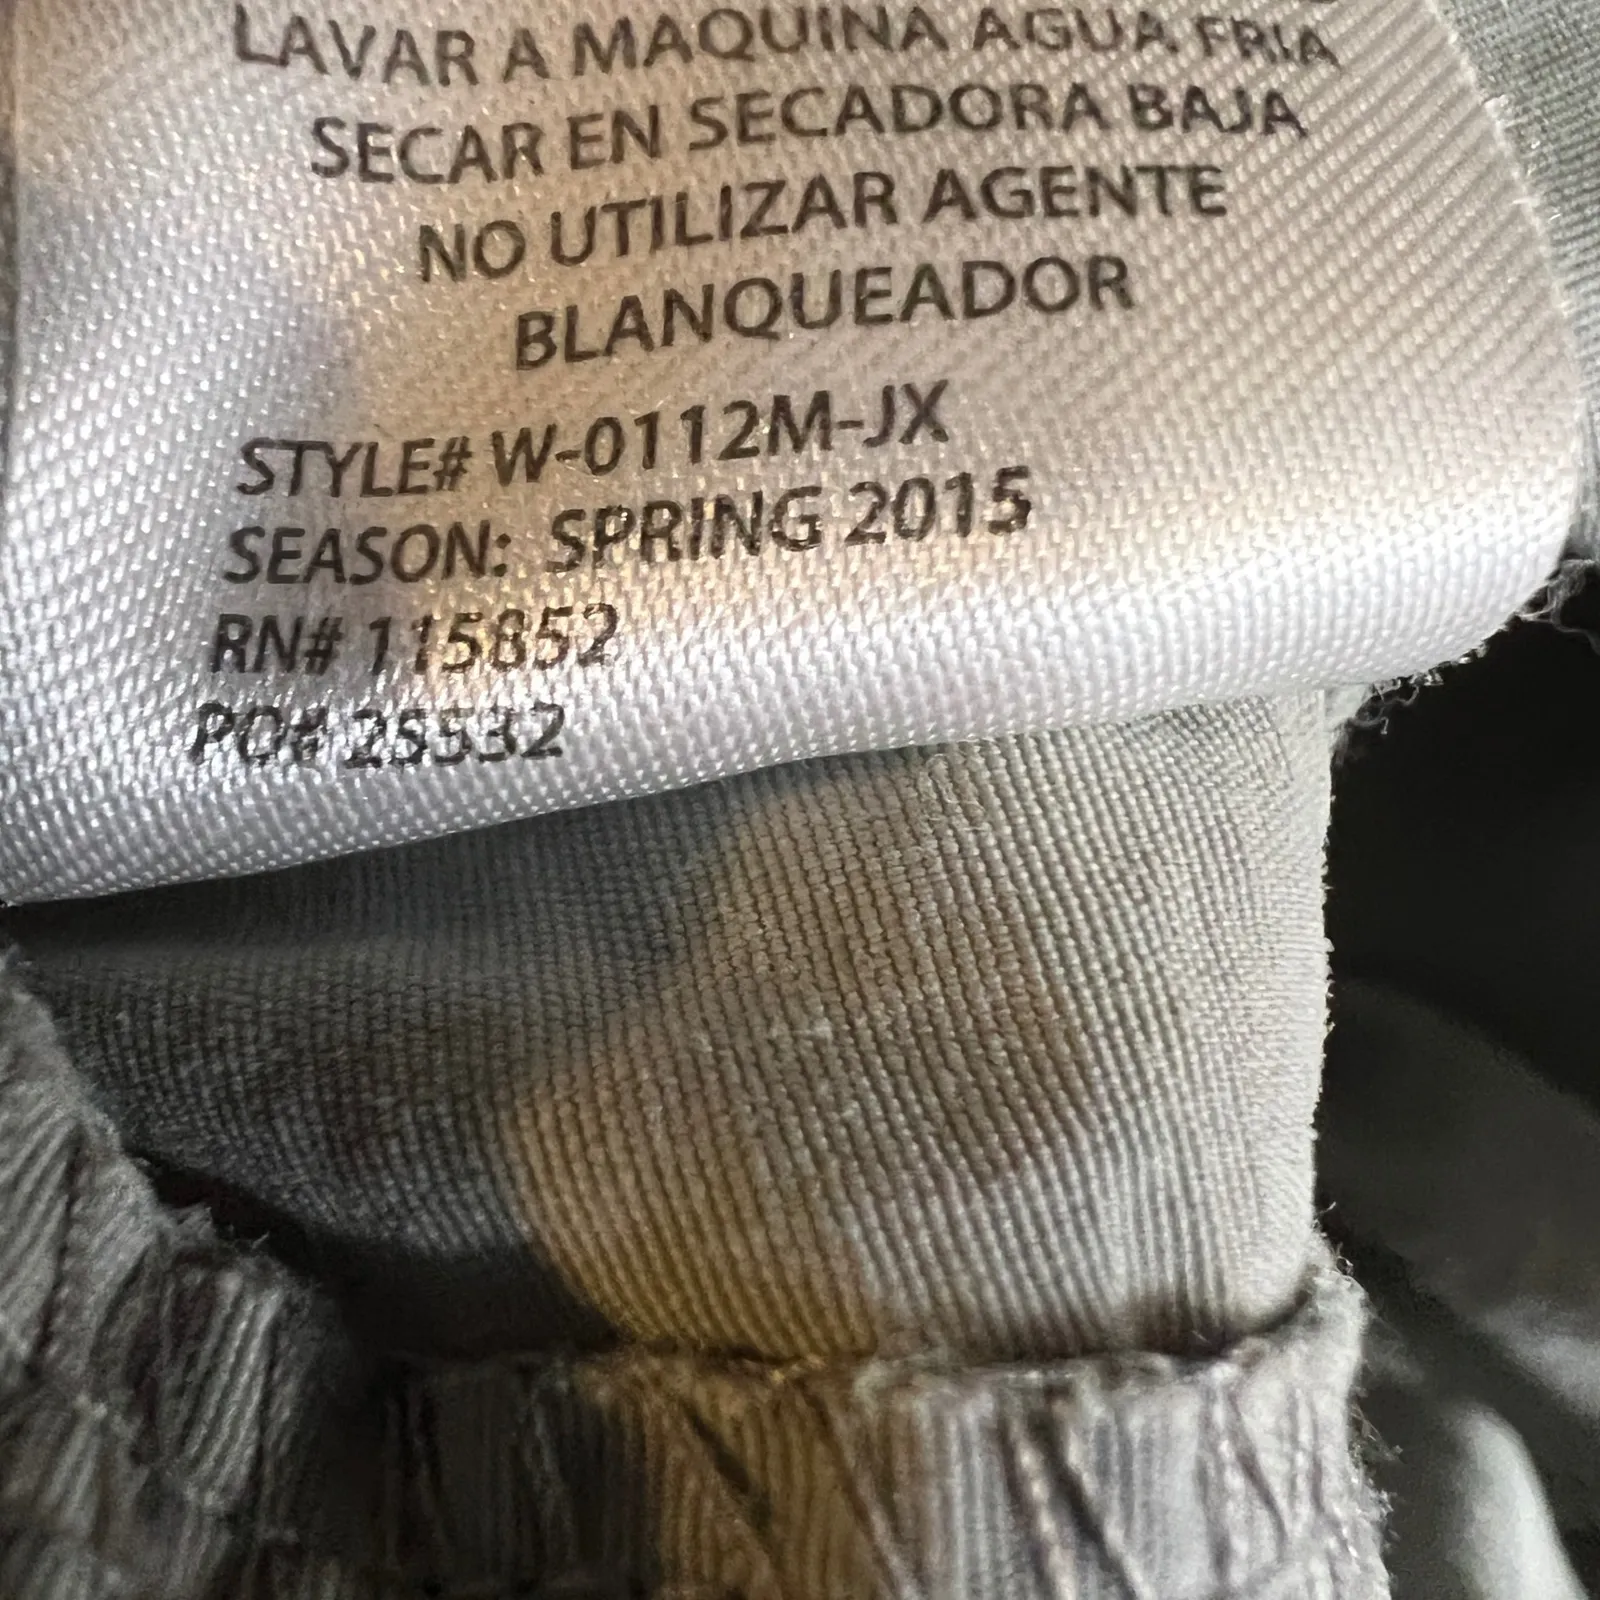 LAVAR A MAQUINA AGUA FRIA
SECAR EN SECADORA BAJA
NO UTILIZAR AGENTE
BLANQUEADOR
STYLE# W-0112M-JX
SEASON: SPRING 2015
RN# 115852
PO# 25532